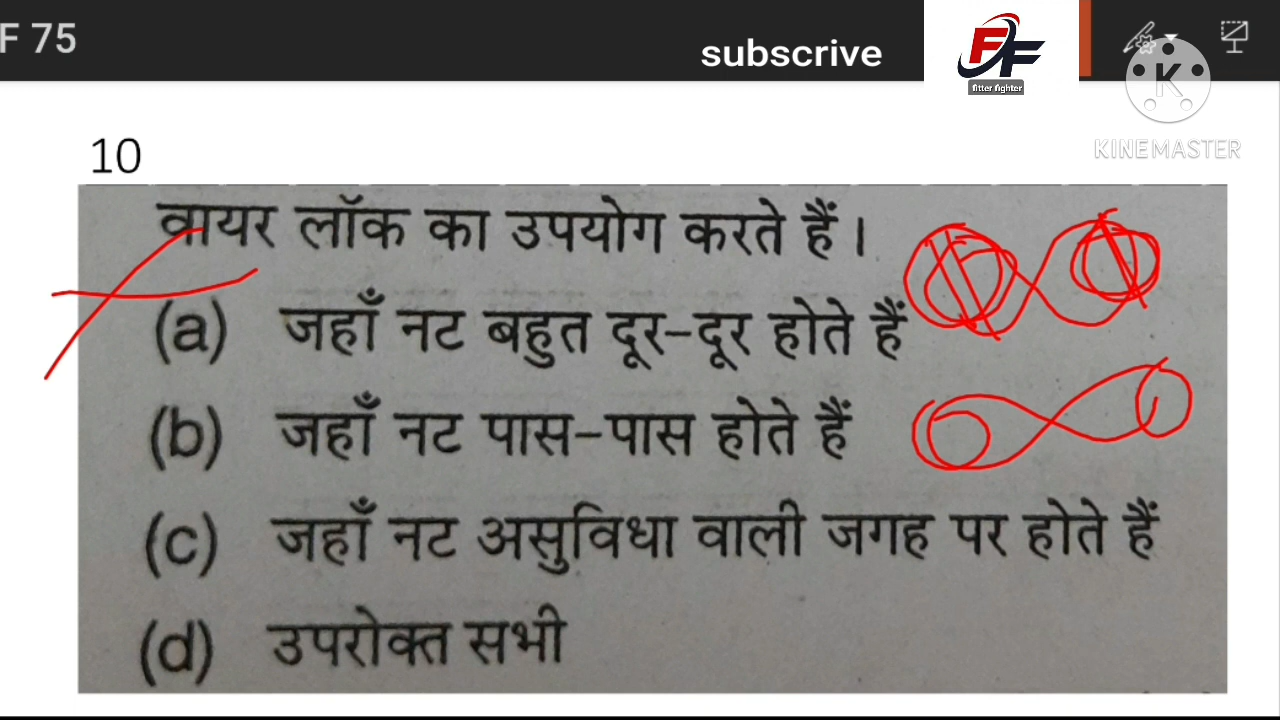 F 75
subscrive
fitter fighter
K
KINEMASTER
10
वायर लॉक का उपयोग करते हैं।
(a) जहाँ नट बहुत दूर-दूर होते हैं
(b) जहाँ नट पास-पास होते हैं
(c) जहाँ नट असुविधा वाली जगह पर होते हैं
(d) उपरोक्त सभी